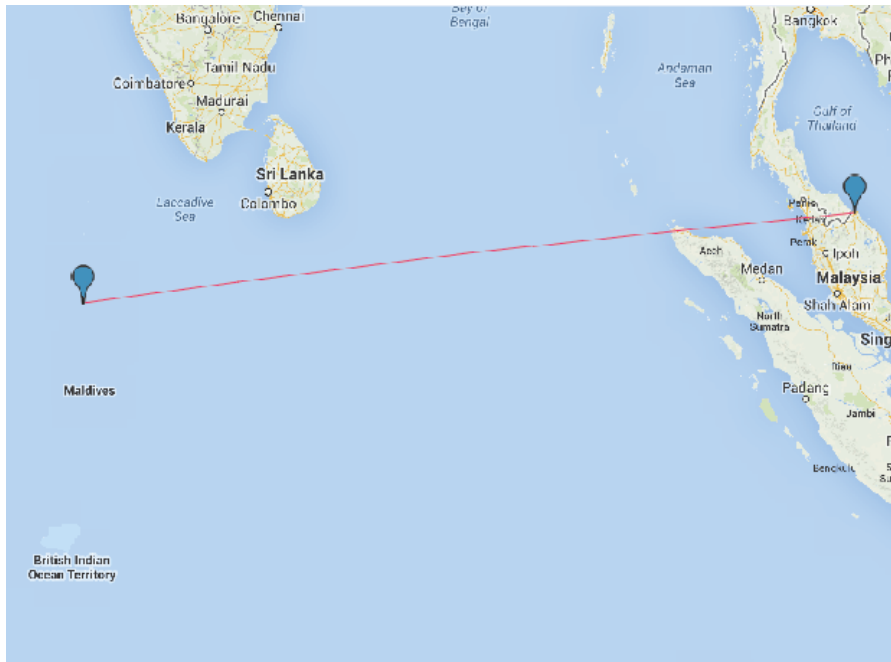 Bay of
Bengal
Bangalore
Chennai
Bangkok
Tamil Nadu
Coimbatore
Andaman
Sea
Madurai
Gulf of
Thailand
Kerala
Sri Lanka
Laccadive
Sea
Colombo
Perak
Ipoh
Aceh
Medan
Malaysia
Shah Alam
North
Sumatra
Sing
Riau
Maldives
Padang
Jambi
Bengkulu
British Indian
Ocean Territory